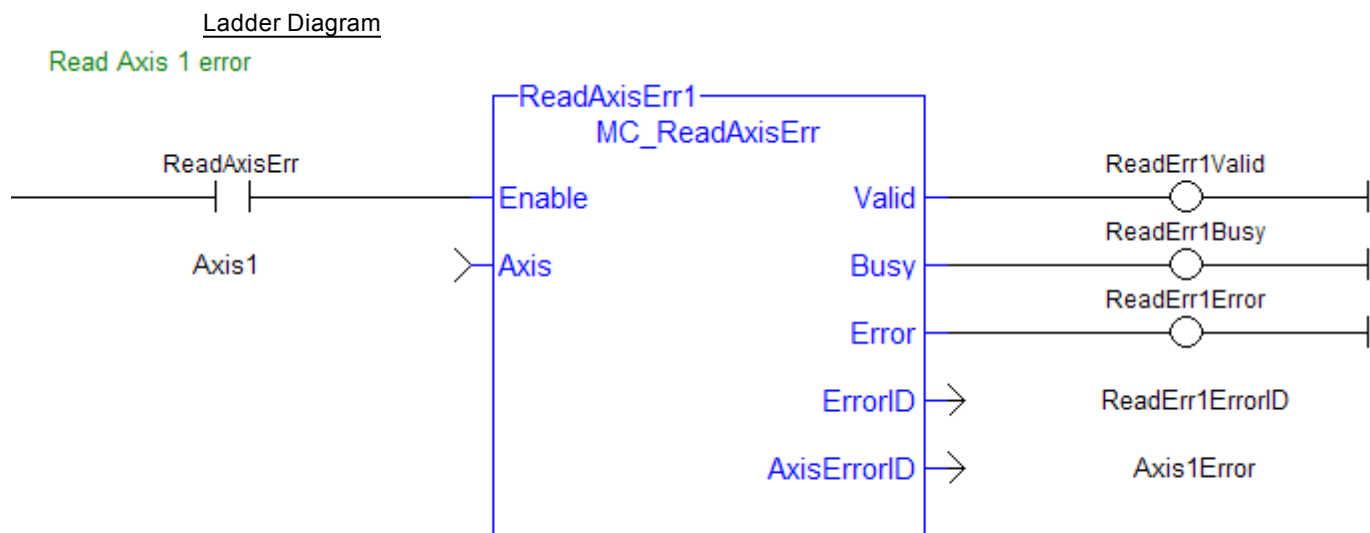 Ladder Diagram
Read Axis 1 error
ReadAxisErr1
MC_ReadAxisErr
ReadAxisErr
ReadErr1Valid
Enable
Valid
ReadErr1Busy
Axis1
Axis
Busy
ReadErr1Error
Error
ErrorID
ReadErr1ErrorID
AxisErrorID
Axis1Error